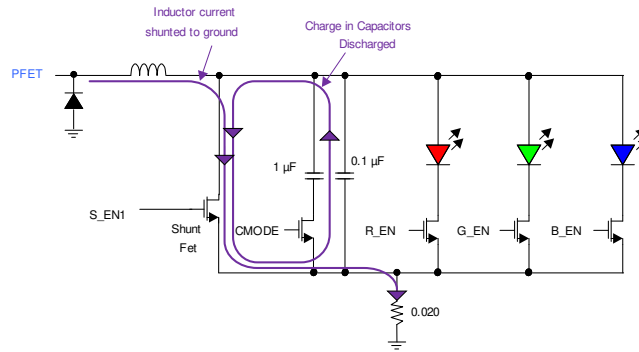 Inductor current
shunted to ground
Charge in Capacitors
Discharged
PFET
1 µF
0.1 µF
S_EN1
Shunt
Fet
CMODE
R_EN
G_EN
B_EN
0.020